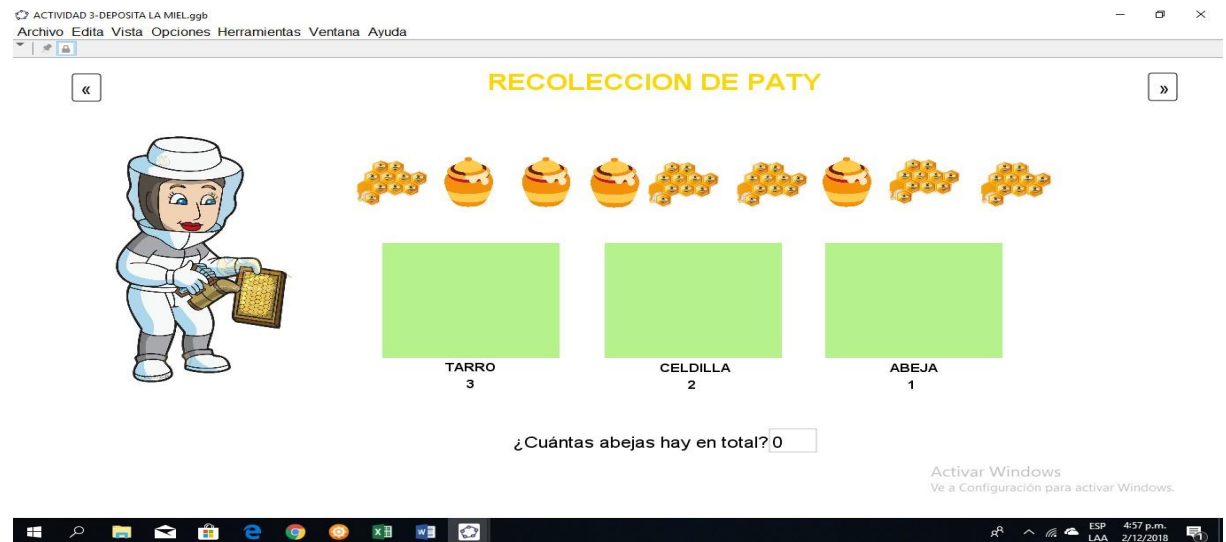 ACTIVIDAD 3-DEPOSITA LA MIEL.ggb
Archivo Edita Vista Opciones Herramientas Ventana Ayuda
« RECOLECCION DE PATY »
TARRO CELDILLA ABEJA
3 2 1
¿Cuántas abejas hay en total? 0
Activar Windows
Ve a Configuración para activar Windows.
ESP 4:57 p.m.
LAA 2/12/2018